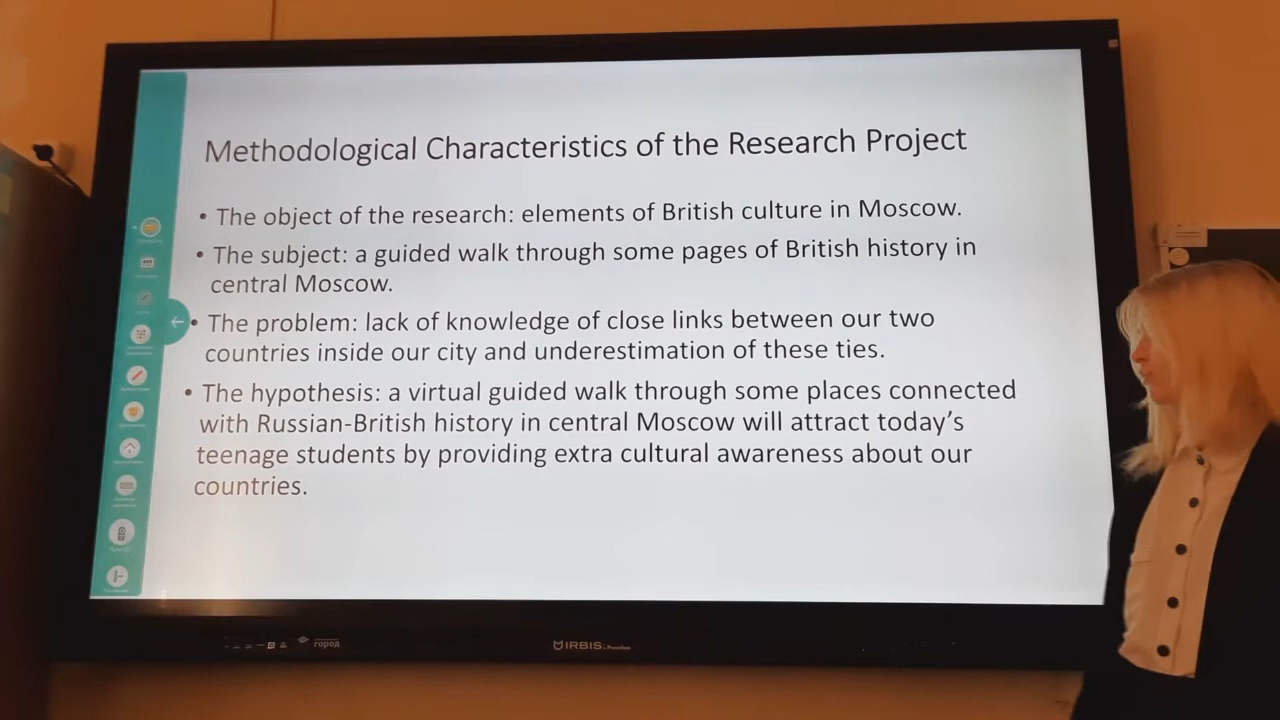 Methodological Characteristics of the Research Project
• The object of the research: elements of British culture in Moscow.
• The subject: a guided walk through some pages of British history in
central Moscow.
• The problem: lack of knowledge of close links between our two
countries inside our city and underestimation of these ties.
• The hypothesis: a virtual guided walk through some places connected
with Russian-British history in central Moscow will attract today's
teenage students by providing extra cultural awareness about our
countries.
город
IRBIS